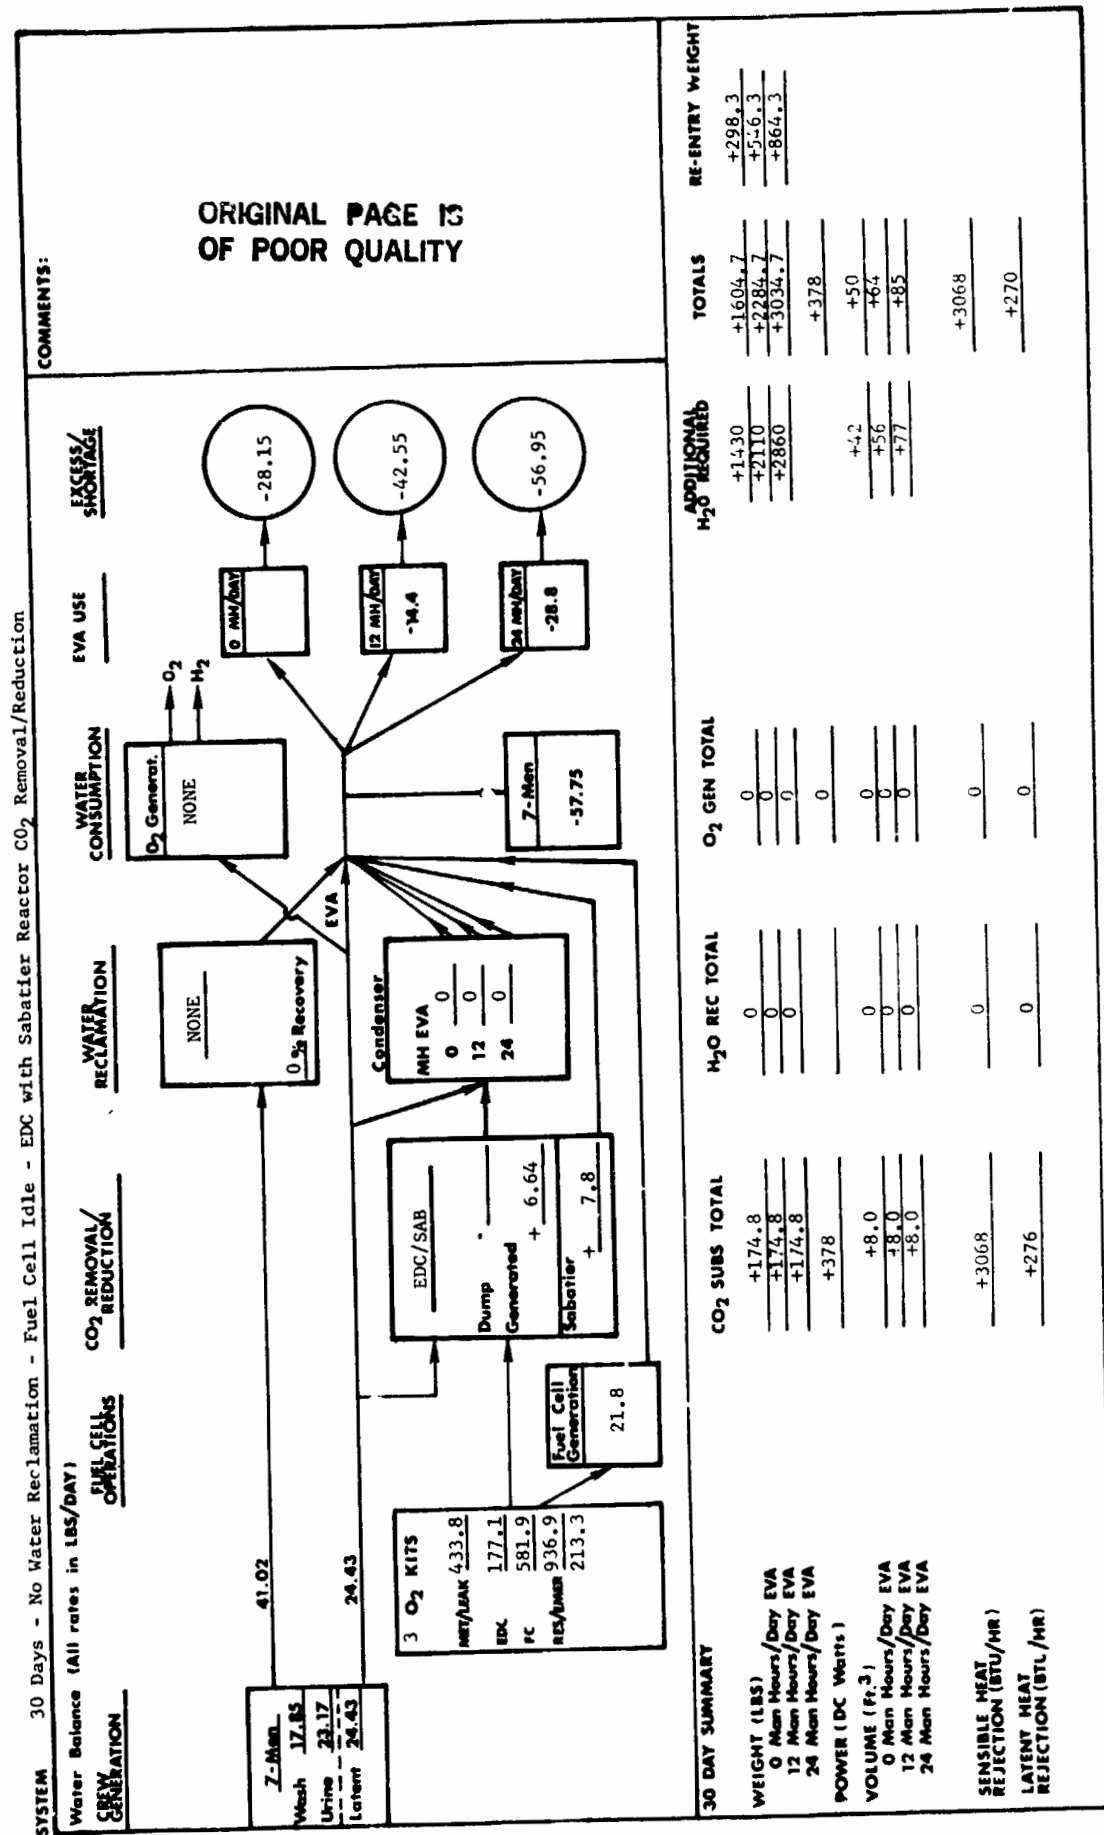 SYSTEM 30 Days - No Water Reclamation - Fuel Cell Idle - EDC with Sabatier Reactor CO2 Removal/Reduction
Water Balance (All rates in LBS/DAY)
CREW GENERATION
FUEL CELL OPERATIONS
CO2 REMOVAL/ REDUCTION
WATER RECLAMATION
WATER CONSUMPTION
EVA USE
EXCESS/ SHORTAGE
COMMENTS:
ORIGINAL PAGE IS
OF POOR QUALITY
7-Men
Wash 17.85
Urine 23.17
Latent 24.43
41.02
24.43
3 O2 KITS
MET/LEAK 433.8
EDC 177.1
FC 581.9
RES/EMER 936.9
213.3
Fuel Cell
Generation
21.8
EDC/SAB
Dump -
Generated
+ 6.64
Sabatier
+ 7.8
NONE
0 % Recovery
Condenser
MH EVA
0 0
12 0
24 0
EVA
O2 Generat.
NONE
O2
H2
7-Men
-57.75
0 MH/DAY
12 MH/DAY
-14.4
24 MH/DAY
-28.8
-28.15
-42.55
-56.95
30 DAY SUMMARY
CO2 SUBS TOTAL
H2O REC TOTAL
O2 GEN TOTAL
ADDITIONAL
H2O REQUIRED
TOTALS
RE-ENTRY WEIGHT
WEIGHT (LBS)
0 Man Hours/Day EVA +174.8 0 0 +1430 +1604.7 +298.3
12 Man Hours/Day EVA +174.8 0 0 +2110 +2284.7 +546.3
24 Man Hours/Day EVA +174.8 0 0 +2860 +3034.7 +864.3
POWER (DC Watts) +378 0 +378
VOLUME (Ft.3)
0 Man Hours/Day EVA +8.0 0 0 +42 +50
12 Man Hours/Day EVA +8.0 0 0 +56 +64
24 Man Hours/Day EVA +8.0 0 0 +77 +85
SENSIBLE HEAT
REJECTION (BTU/HR) +3068 0 0 +3068
LATENT HEAT
REJECTION (BTL/HR) +276 0 0 +270